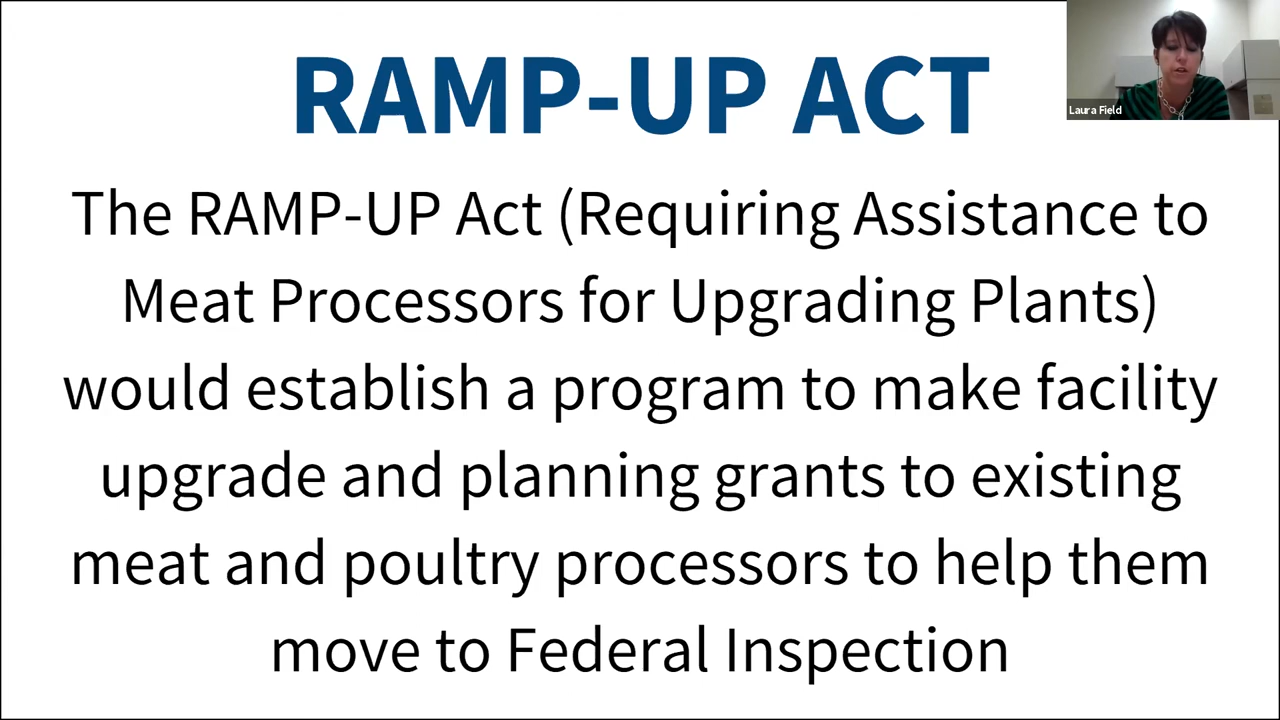 RAMP-UP ACT
Laura Field
The RAMP-UP Act (Requiring Assistance to
Meat Processors for Upgrading Plants)
would establish a program to make facility
upgrade and planning grants to existing
meat and poultry processors to help them
move to Federal Inspection